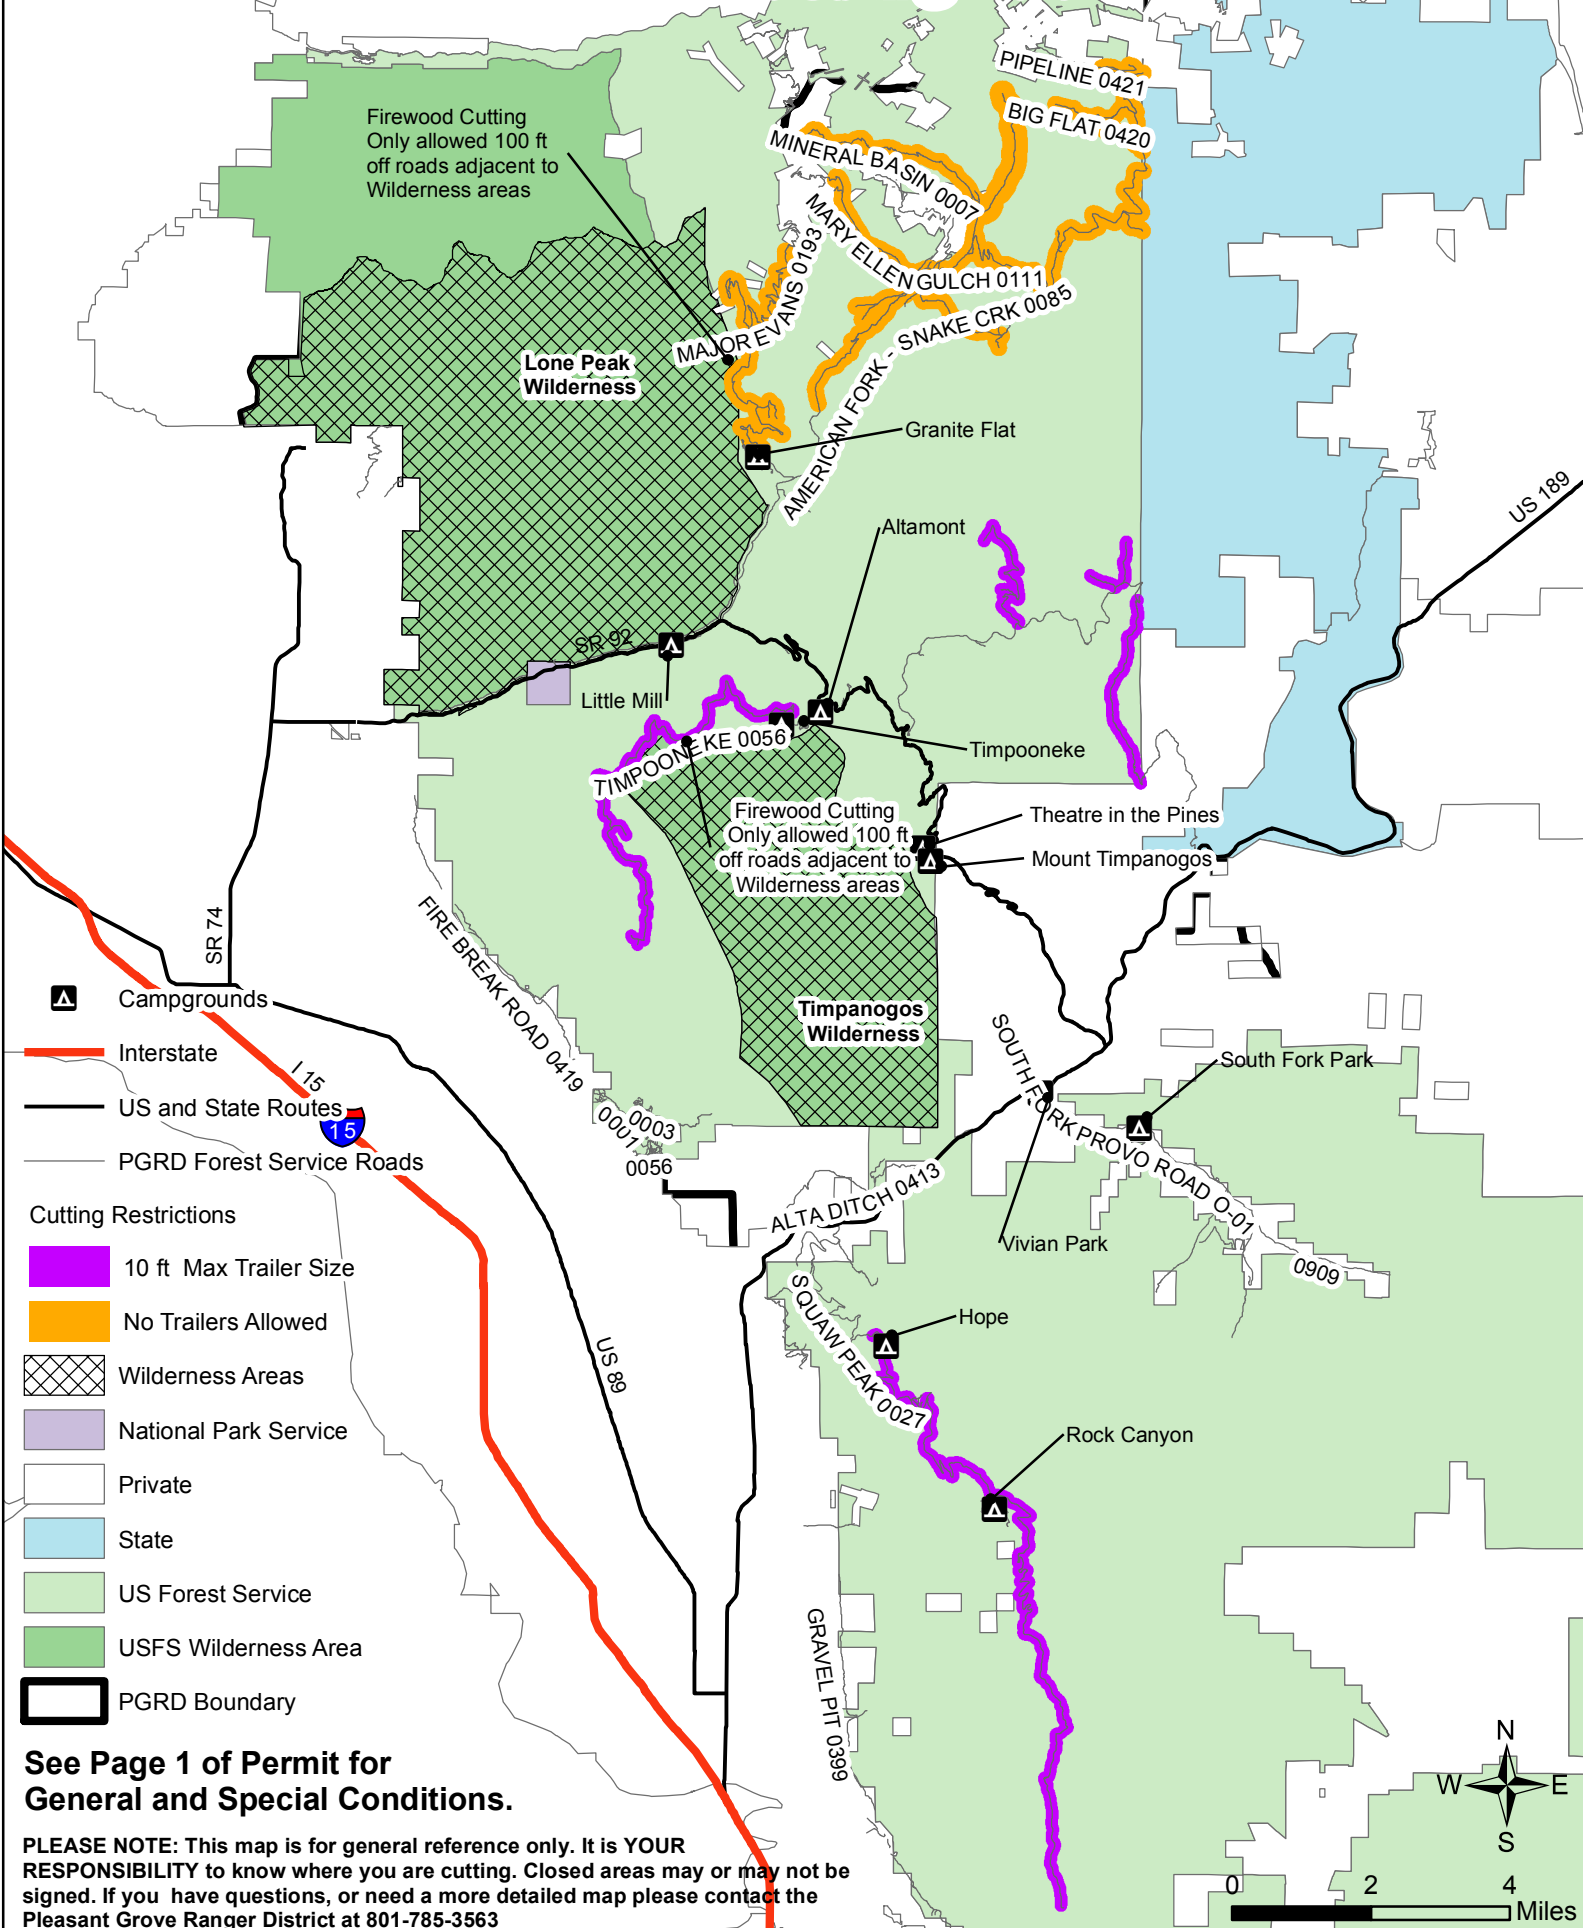 PIPELINE 0421
BIG FLAT 0420
Firewood Cutting
Only allowed 100 ft
off roads adjacent to
Wilderness areas
MINERAL BASIN 0007
MARY ELLEN GULCH 0111
MAJOR EVANS 0193
AMERICAN FORK - SNAKE CRK 0085
Lone Peak
Wilderness
Granite Flat
US 189
Altamont
SR 92
Little Mill
TIMPOONEKE 0056
Timpooneke
Firewood Cutting
Only allowed 100 ft
off roads adjacent to
Wilderness areas
Theatre in the Pines
Mount Timpanogos
SR 74
FIRE BREAK ROAD 0419
Timpanogos
Wilderness
SOUTH FORK PROVO ROAD O-01
South Fork Park
0003
0001
0056
ALTA DITCH 0413
Vivian Park
0909
I 15
15
US 89
SQUAW PEAK 0027
Hope
Rock Canyon
GRAVEL PIT 0399
Campgrounds
Interstate
US and State Routes
PGRD Forest Service Roads
Cutting Restrictions
10 ft Max Trailer Size
No Trailers Allowed
Wilderness Areas
National Park Service
Private
State
US Forest Service
USFS Wilderness Area
PGRD Boundary
See Page 1 of Permit for
General and Special Conditions.
PLEASE NOTE: This map is for general reference only. It is YOUR
RESPONSIBILITY to know where you are cutting. Closed areas may or may not be
signed. If you have questions, or need a more detailed map please contact the
Pleasant Grove Ranger District at 801-785-3563
N
W E
S
0 2 4
Miles